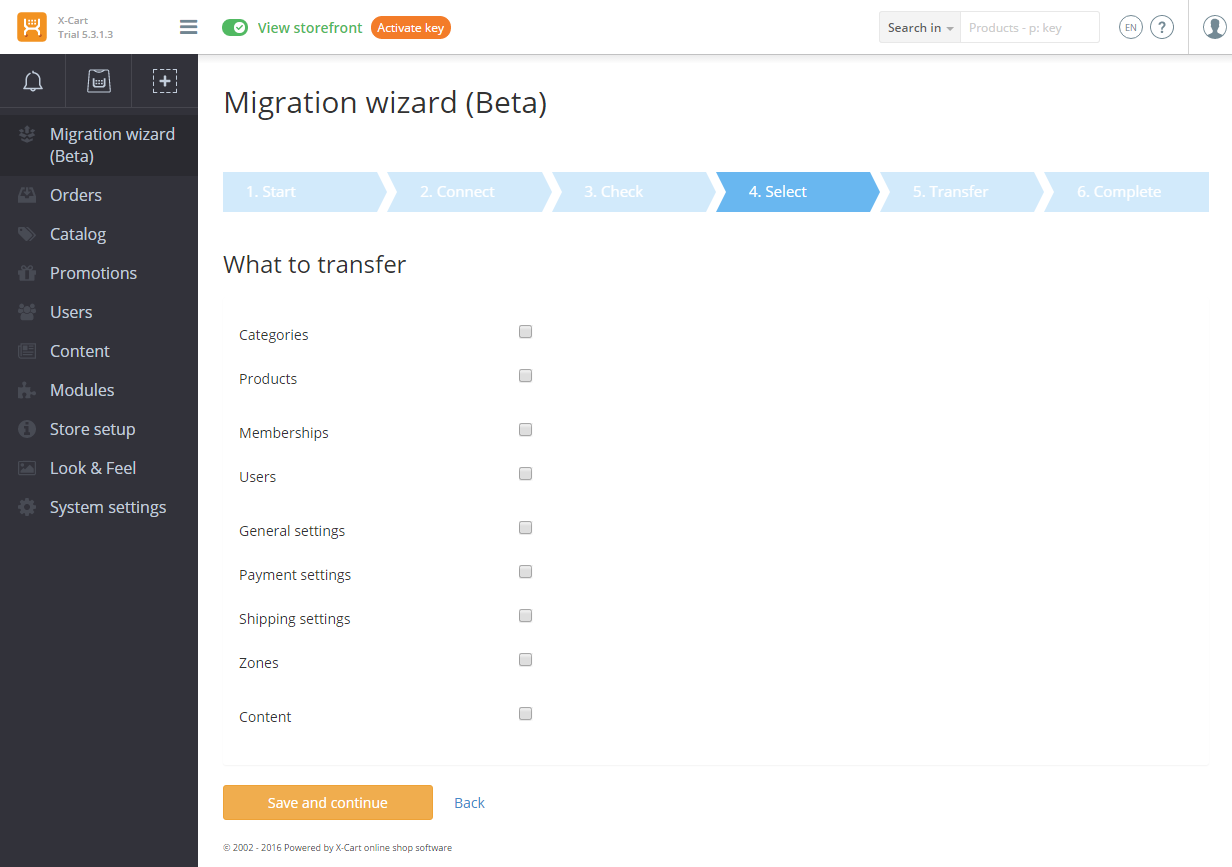 X-Cart
Trial 5.3.1.3
View storefront
Activate key
Search in
Products - p: key
EN
?
Migration wizard
(Beta)
Orders
Catalog
Promotions
Users
Content
Modules
Store setup
Look & Feel
System settings
Migration wizard (Beta)
1. Start
2. Connect
3. Check
4. Select
5. Transfer
6. Complete
What to transfer
Categories
Products
Memberships
Users
General settings
Payment settings
Shipping settings
Zones
Content
Save and continue
Back
© 2002 - 2016 Powered by X-Cart online shop software